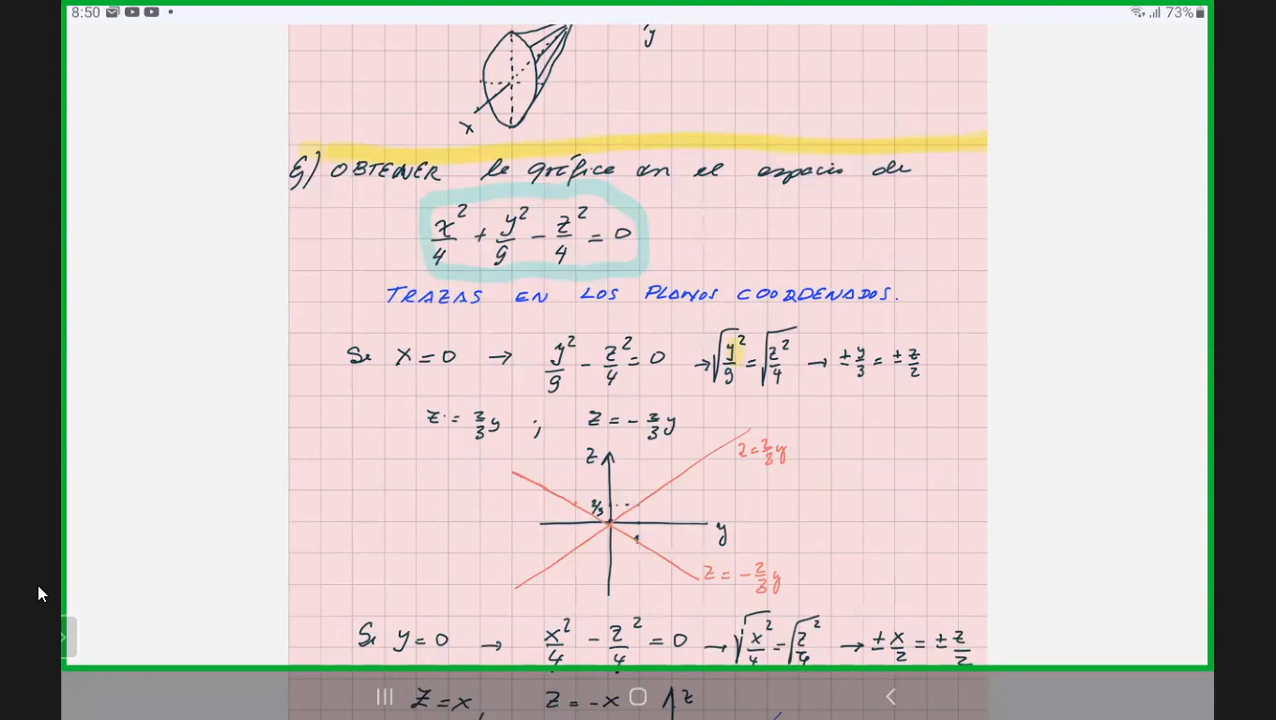 8:50
73%
y
x
Ej) OBTENER la gráfica en el espacio de
x²/4 + y²/9 − z²/4 = 0
TRAZAS EN LOS PLANOS COORDENADOS.
Si x = 0 → y²/9 − z²/4 = 0 → √(y²/9) = √(z²/4) → ± y/3 = ± z/2
z = 2/3 y ; z = − 2/3 y
z
z = 2/3 y
2/3
1
y
z = − 2/3 y
Si y = 0 → x²/4 − z²/4 = 0 → √(x²/4) = √(z²/4) → ± x/2 = ± z/2
z = x, z = −x
z